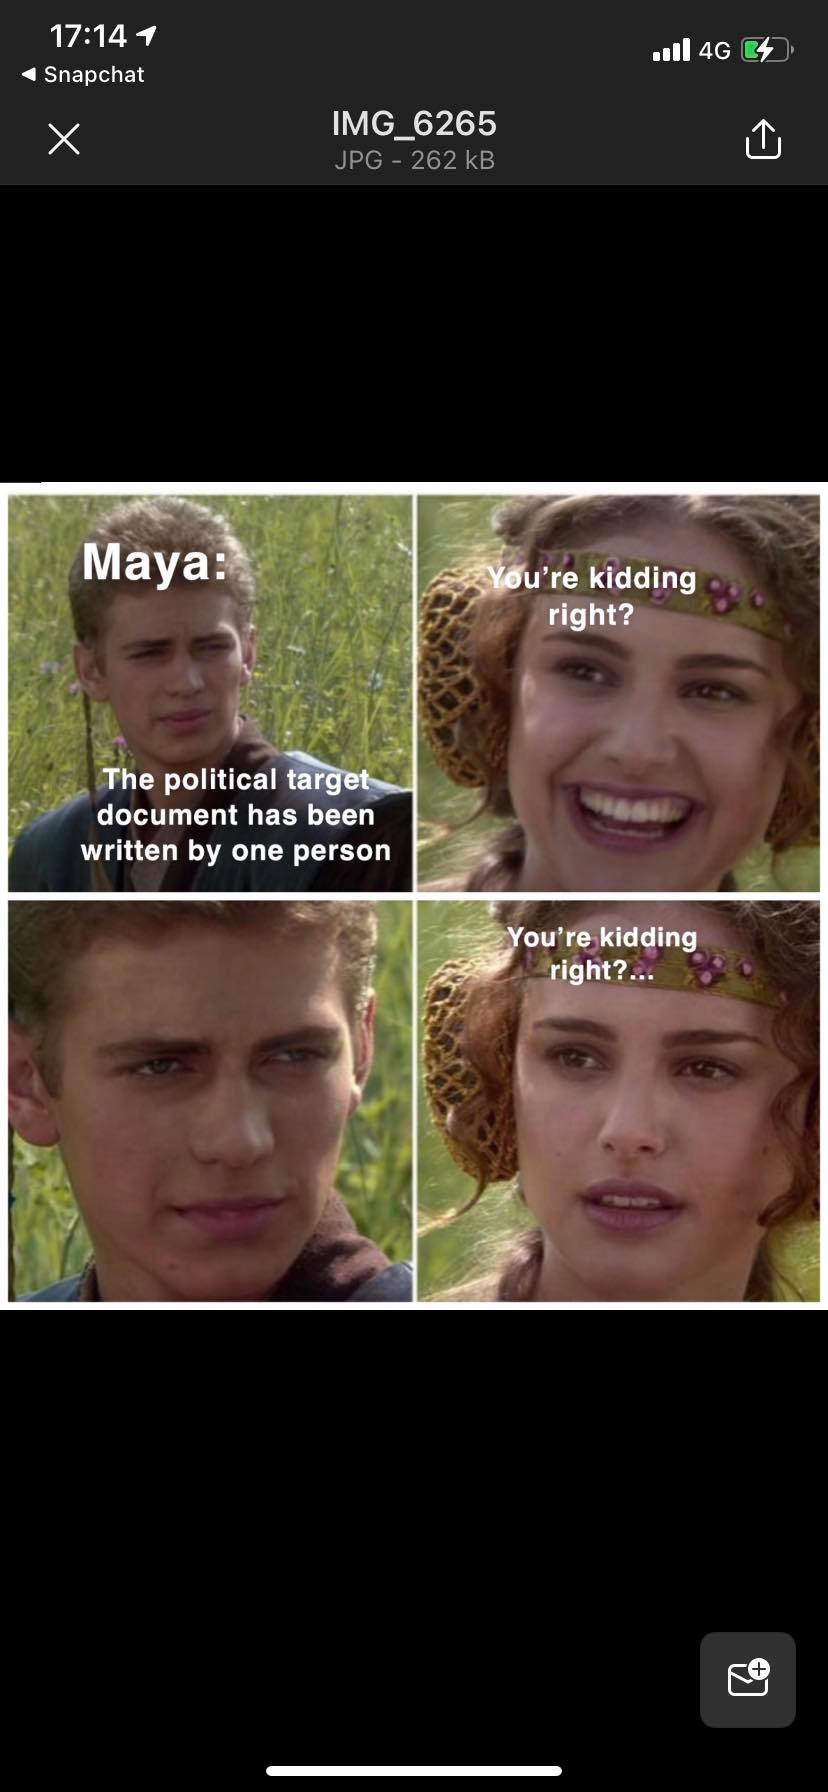 17:14
4G
Snapchat
IMG_6265
JPG - 262 kB
Maya:
The political target
document has been
written by one person
You're kidding
right?
You're kidding
right?...